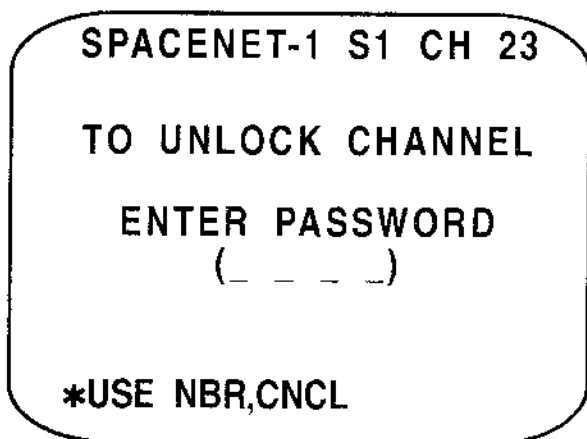 SPACENET-1 S1 CH 23
TO UNLOCK CHANNEL
ENTER PASSWORD
(_ _ _ _)
*USE NBR,CNCL